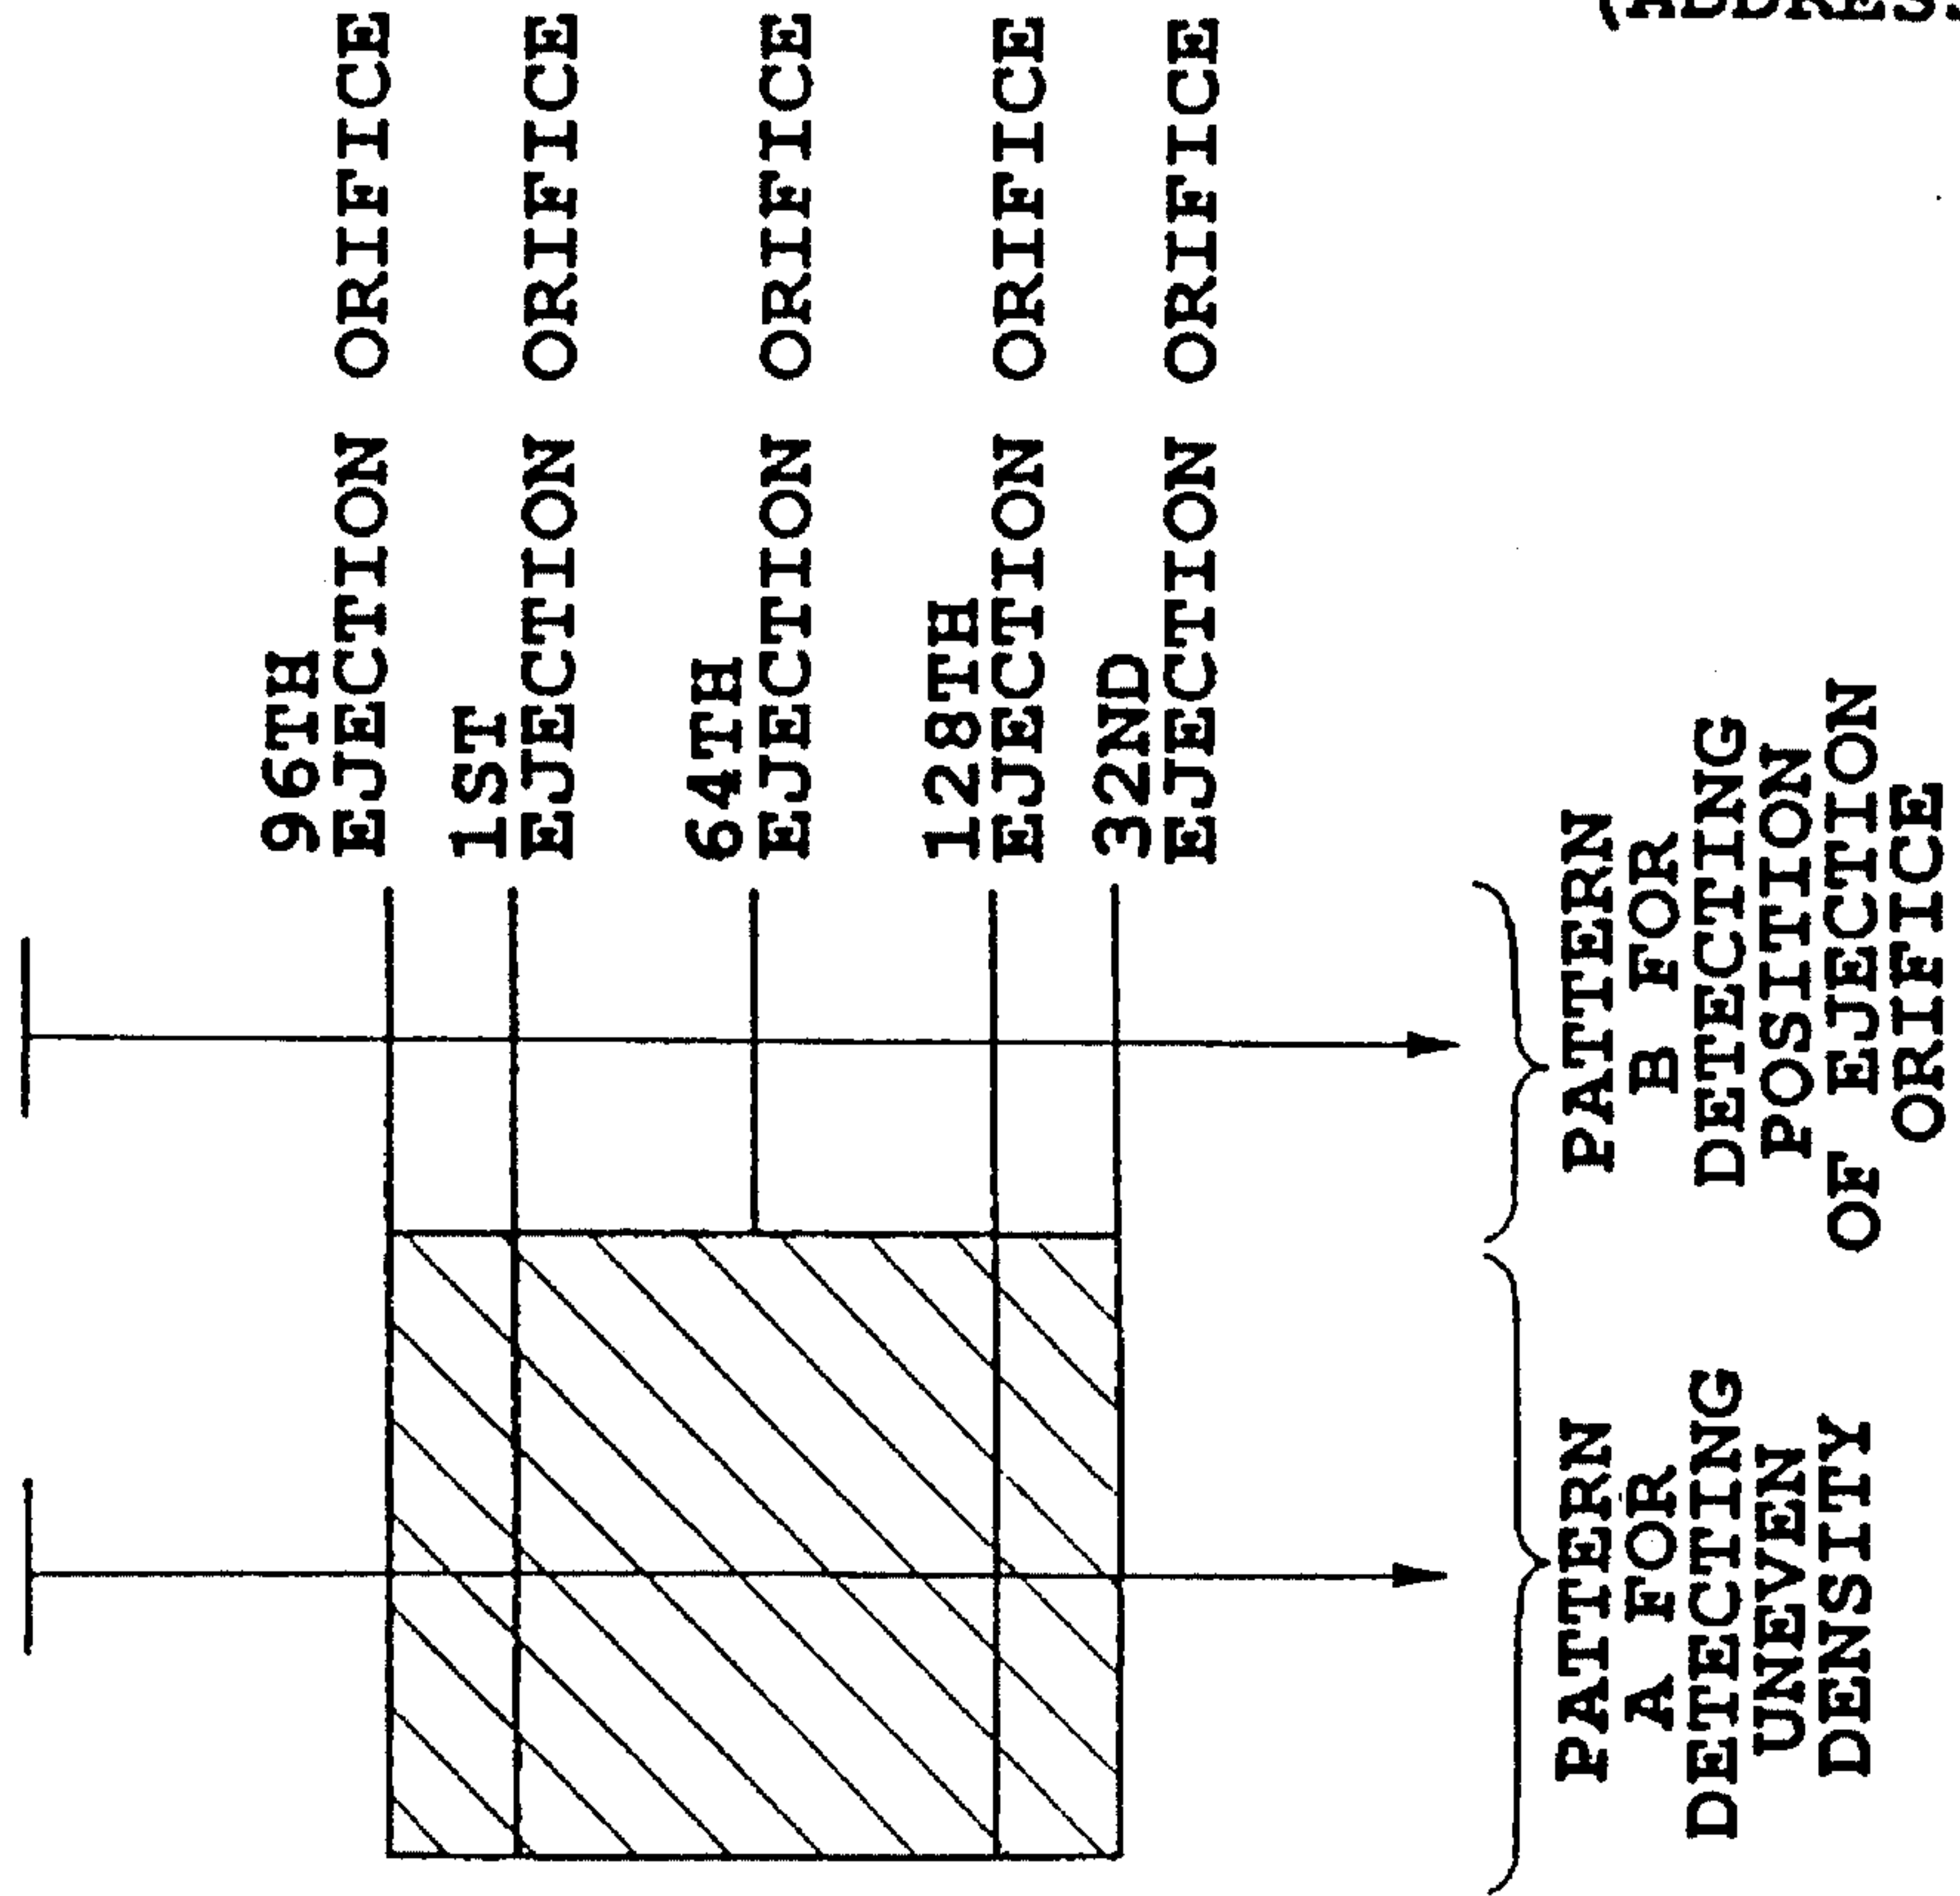 96TH
EJECTION ORIFICE
1ST
EJECTION ORIFICE
64TH
EJECTION ORIFICE
128TH
EJECTION ORIFICE
32ND
EJECTION ORIFICE
PATTERN
A FOR
DETECTING
UNEVEN
DENSITY
PATTERN
B FOR
DETECTING
POSITION
OF EJECTION
ORIFICE